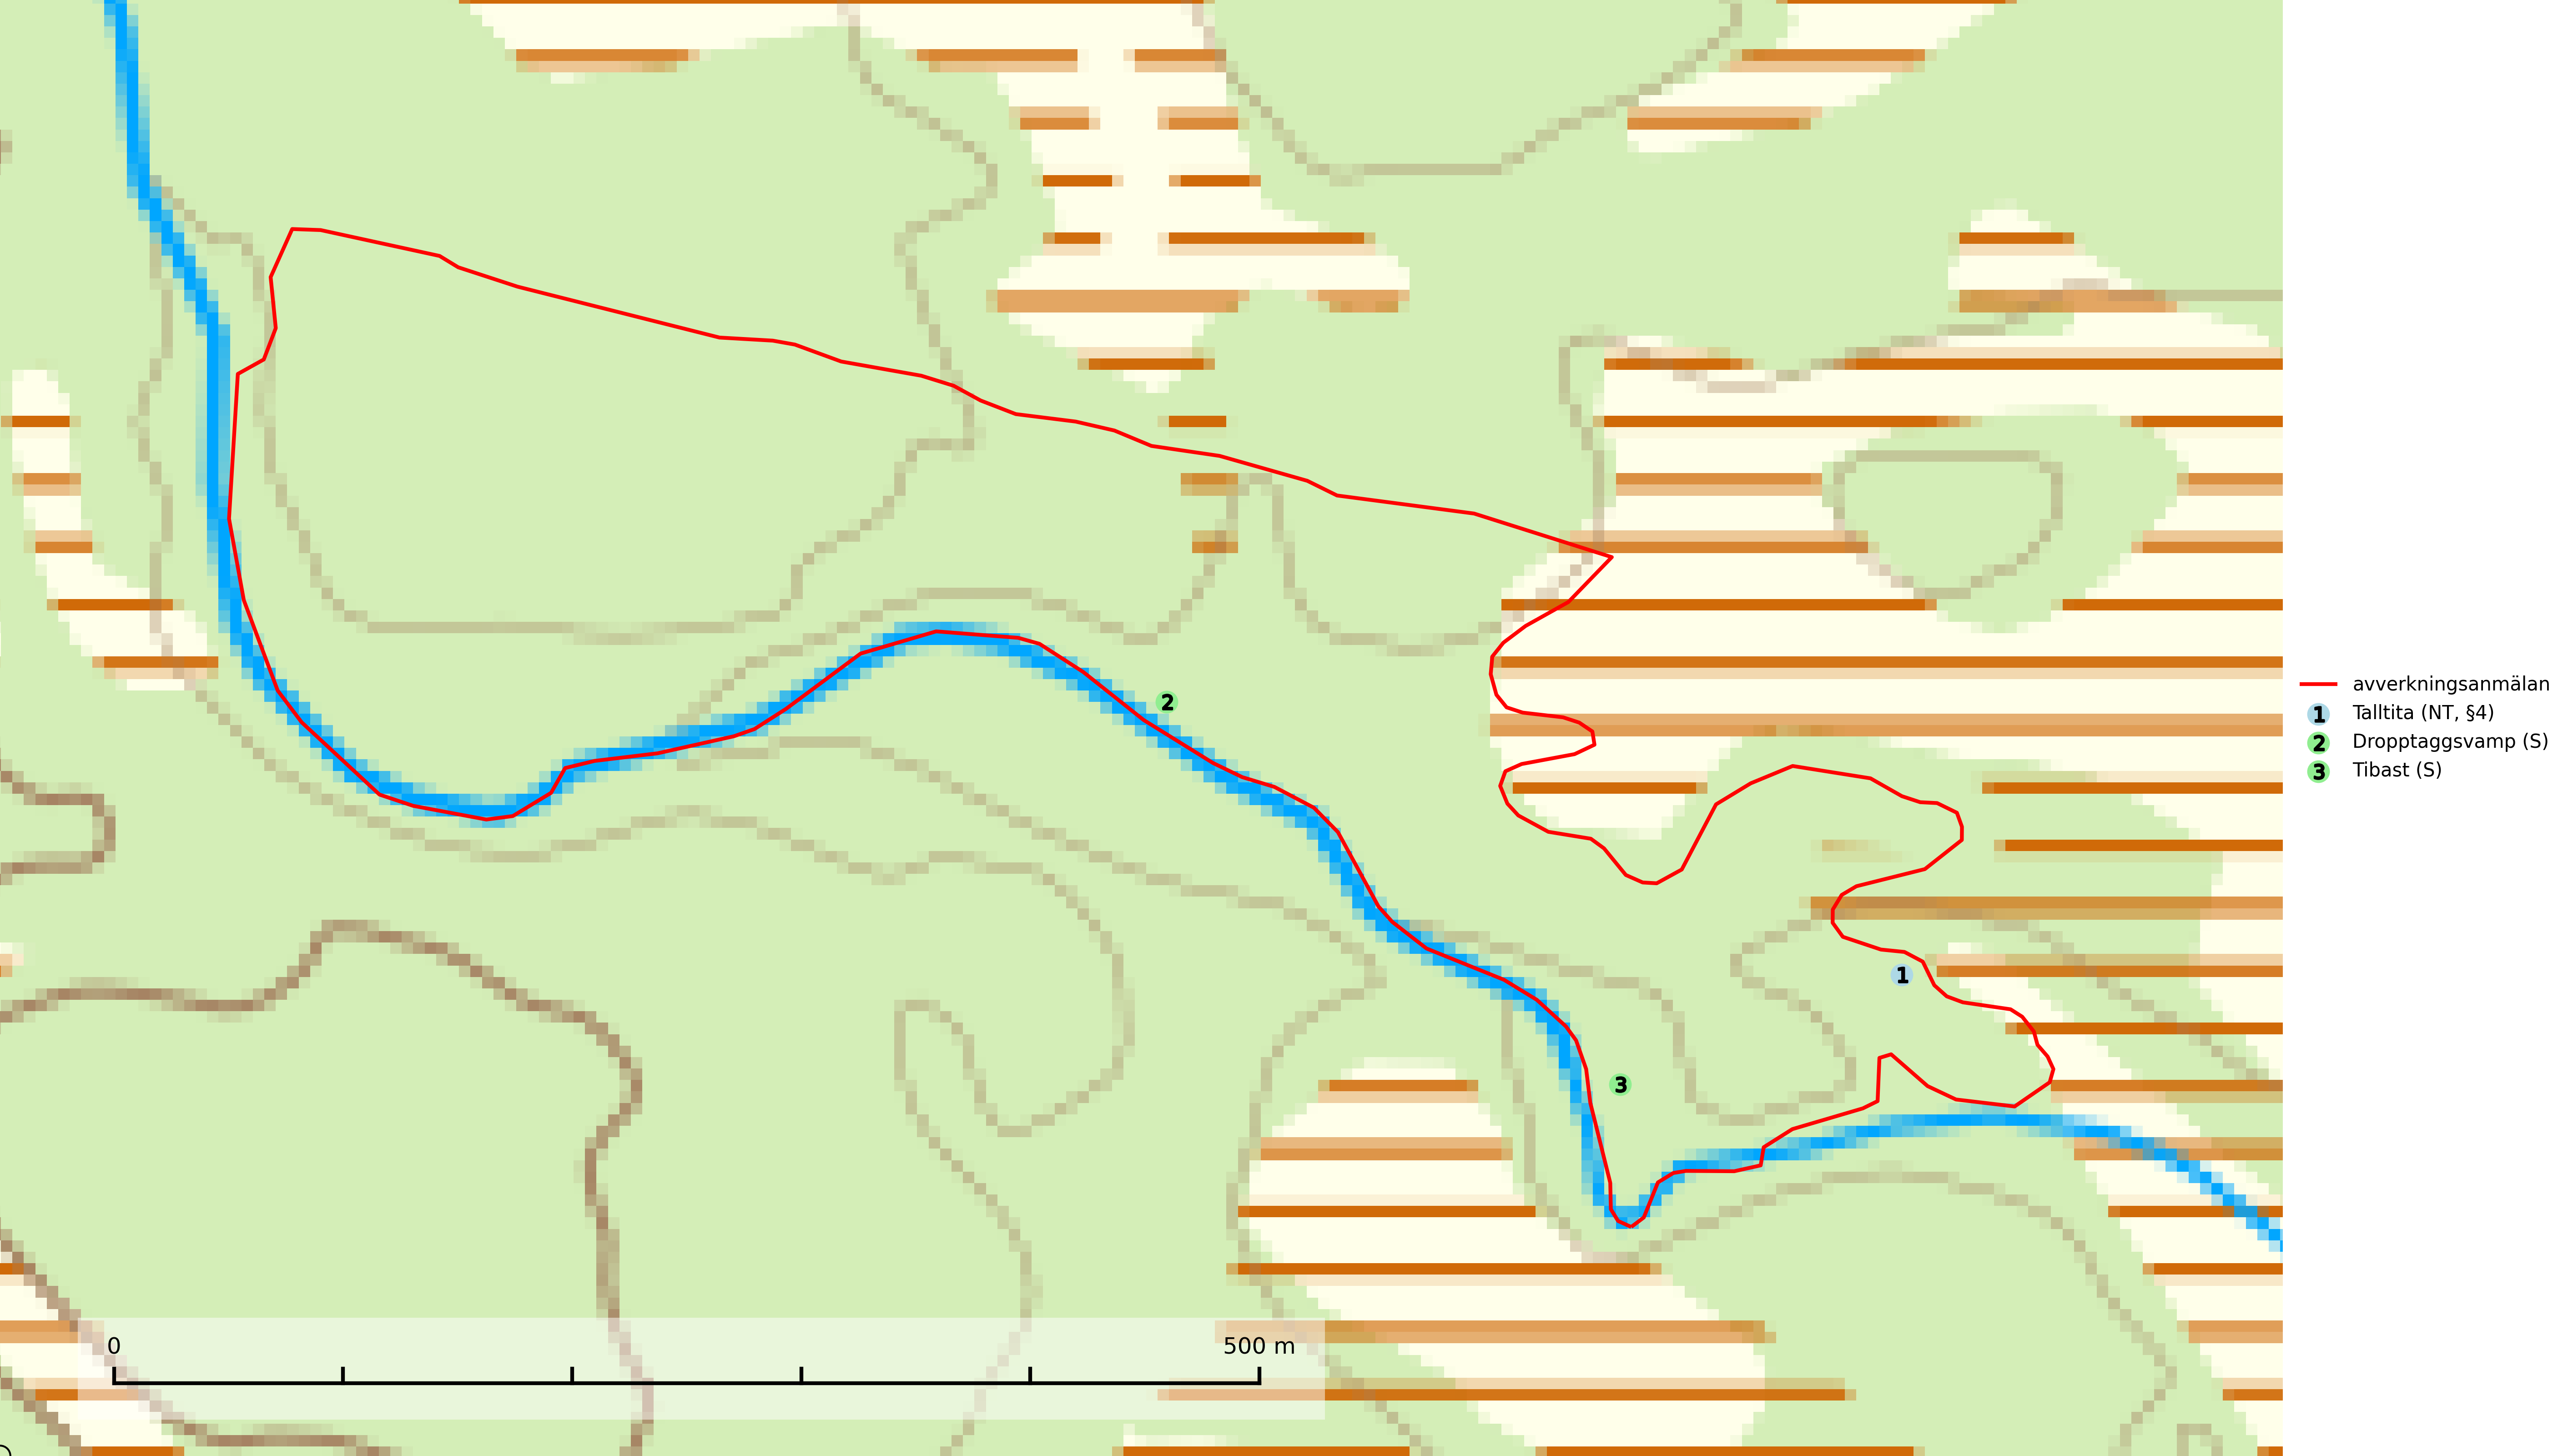 2
1
3
avverkningsanmälan
1 Talltita (NT, §4)
2 Dropptaggsvamp (S)
3 Tibast (S)
0 500 m